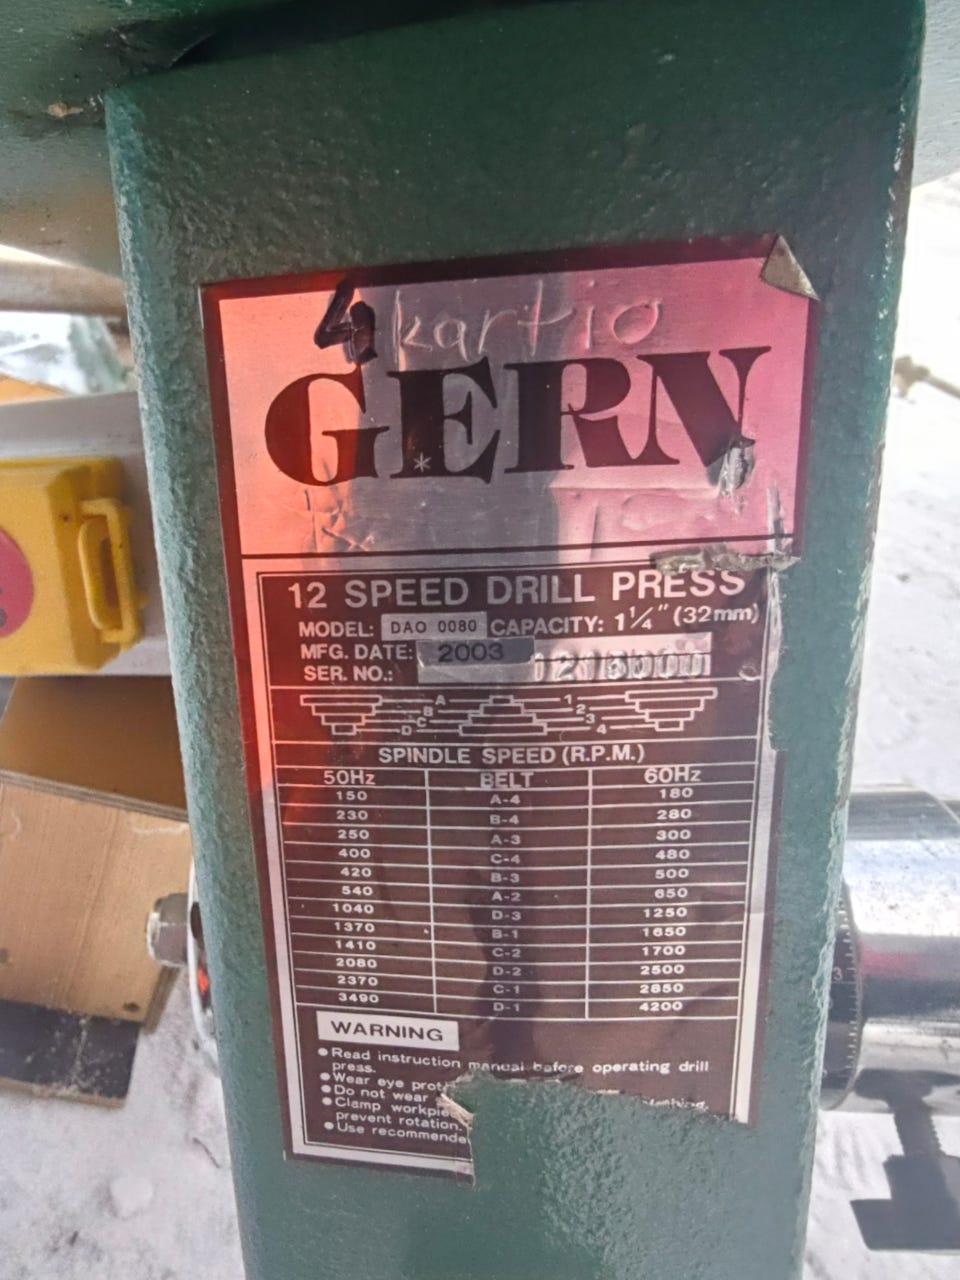 4 kartio
GERN
12 SPEED DRILL PRESS
MODEL: DAO 0080 CAPACITY: 1¼" (32mm)
MFG. DATE: 2003
SER. NO.:
A 1
B 2
C 3
D 4
SPINDLE SPEED (R.P.M.)
50Hz BELT 60Hz
150 A-4 180
230 B-4 280
250 A-3 300
400 C-4 480
420 B-3 500
540 A-2 650
1040 D-3 1250
1370 B-1 1650
1410 C-2 1700
2080 D-2 2500
2370 C-1 2850
3490 D-1 4200
WARNING
●Read instruction manual before operating drill
press.
●Wear eye
●Do not wear
●Clamp
prevent rotation.
●Use
3